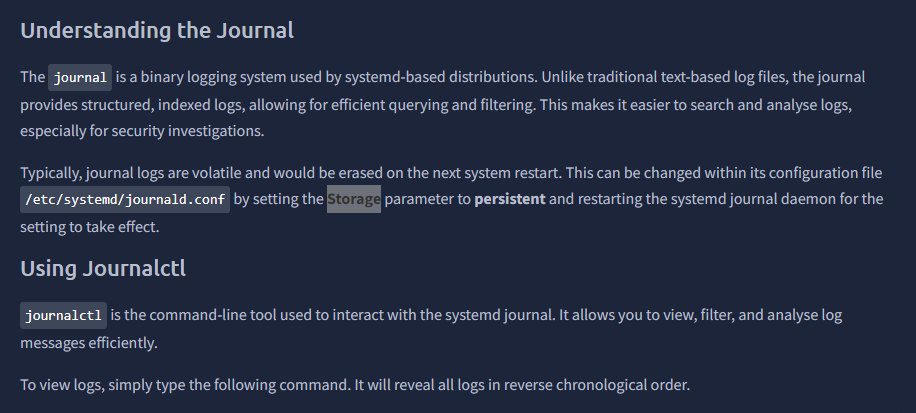 Understanding the Journal
The journal is a binary logging system used by systemd-based distributions. Unlike traditional text-based log files, the journal
provides structured, indexed logs, allowing for efficient querying and filtering. This makes it easier to search and analyse logs,
especially for security investigations.
Typically, journal logs are volatile and would be erased on the next system restart. This can be changed within its configuration file
/etc/systemd/journald.conf by setting the Storage parameter to persistent and restarting the systemd journal daemon for the
setting to take effect.
Using Journalctl
journalctl is the command-line tool used to interact with the systemd journal. It allows you to view, filter, and analyse log
messages efficiently.
To view logs, simply type the following command. It will reveal all logs in reverse chronological order.